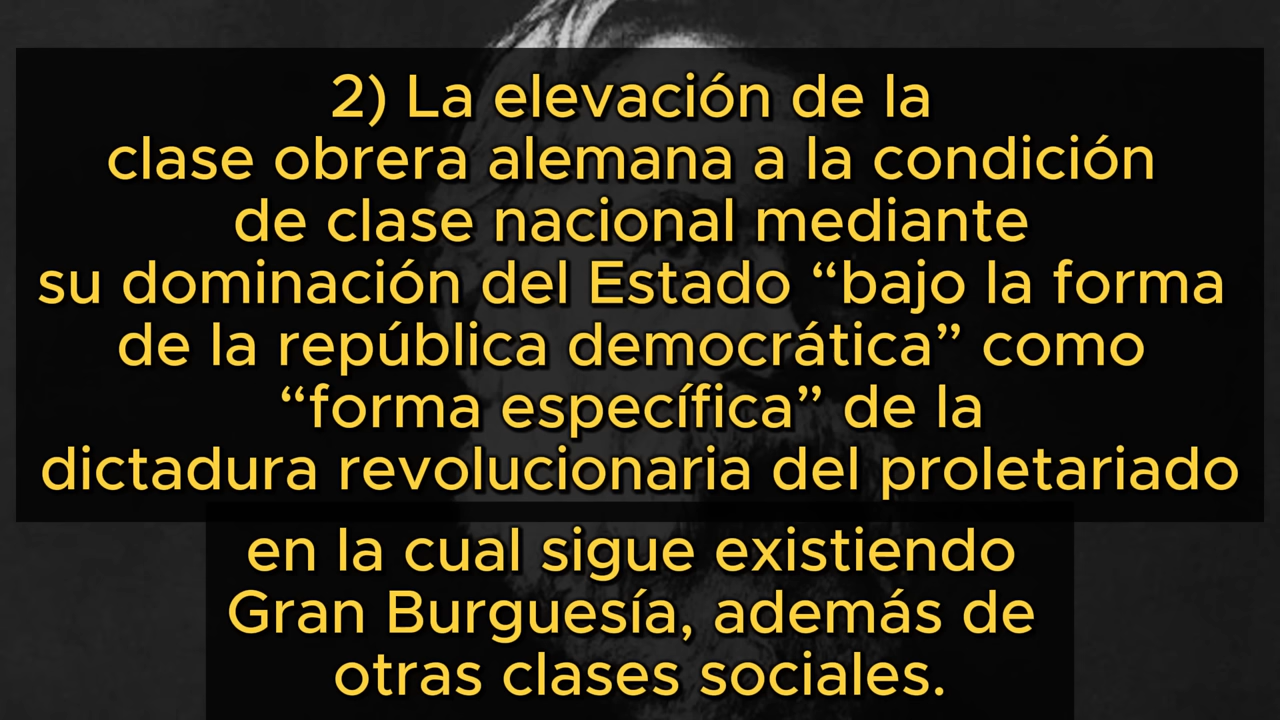 2) La elevación de la
clase obrera alemana a la condición
de clase nacional mediante
su dominación del Estado “bajo la forma
de la república democrática” como
“forma específica” de la
dictadura revolucionaria del proletariado
en la cual sigue existiendo
Gran Burguesía, además de
otras clases sociales.